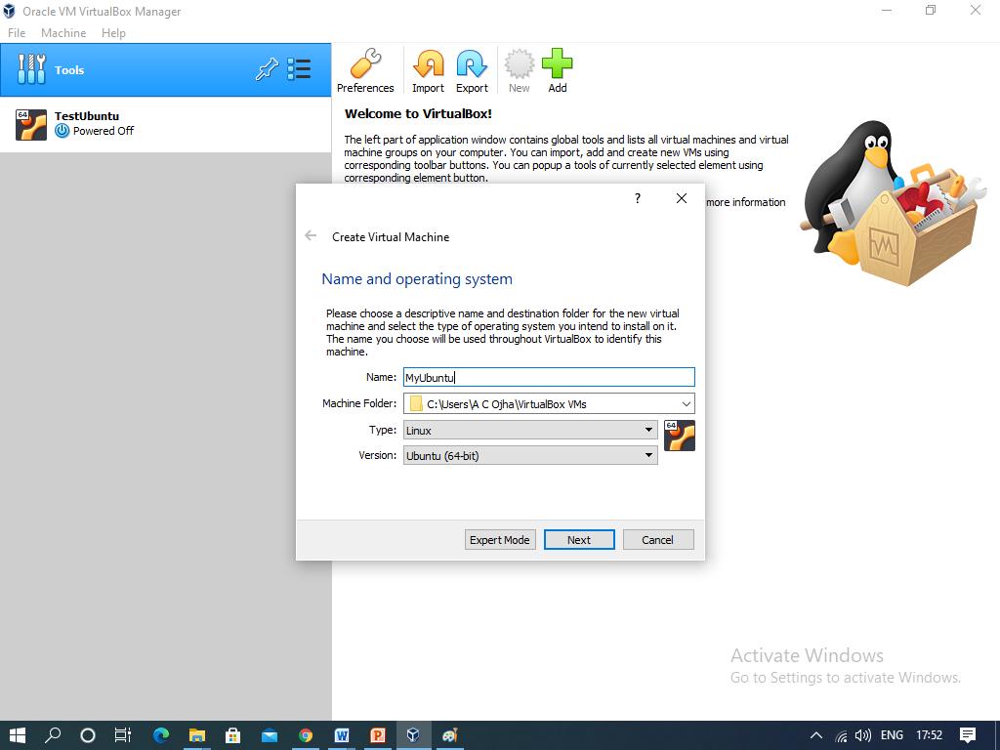 Oracle VM VirtualBox Manager
File Machine Help
Tools
Preferences Import Export New Add
64 TestUbuntu
Powered Off
Welcome to VirtualBox!
The left part of application window contains global tools and lists all virtual machines and virtual
machine groups on your computer. You can import, add and create new VMs using
corresponding toolbar buttons. You can popup a tools of currently selected element using
corresponding element button.
more information
?
Create Virtual Machine
Name and operating system
Please choose a descriptive name and destination folder for the new virtual
machine and select the type of operating system you intend to install on it.
The name you choose will be used throughout VirtualBox to identify this
machine.
Name: MyUbuntu
Machine Folder: C:\Users\A C Ojha\VirtualBox VMs
Type: Linux
64
Version: Ubuntu (64-bit)
Expert Mode Next Cancel
Activate Windows
Go to Settings to activate Windows.
ENG 17:52